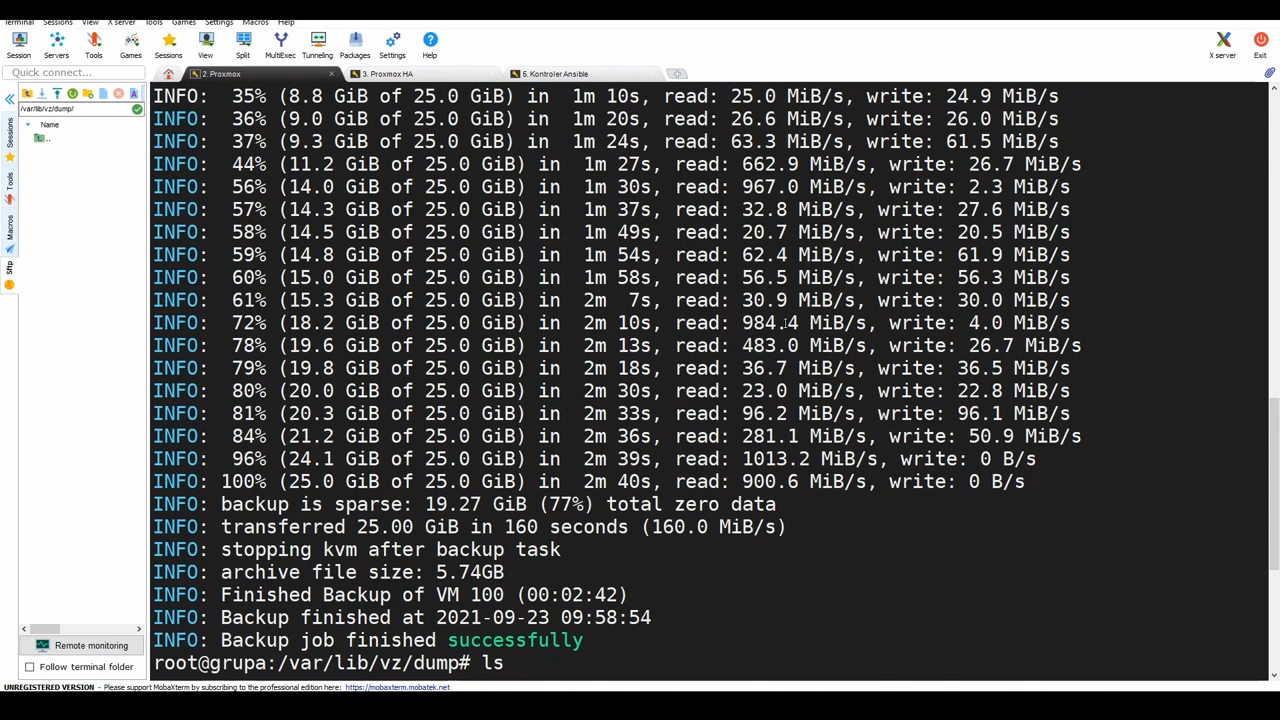 Terminal Sessions View X server Tools Games Settings Macros Help
Session Servers Tools Games Sessions View Split MultiExec Tunneling Packages Settings Help X server Exit
Quick connect...
2. Proxmox
3. Proxmox HA
5. Kontroler Ansible
/var/lib/vz/dump/
Name
..
Sessions
Tools
Macros
Sftp
INFO:  35% (8.8 GiB of 25.0 GiB) in  1m 10s, read: 25.0 MiB/s, write: 24.9 MiB/s
INFO:  36% (9.0 GiB of 25.0 GiB) in  1m 20s, read: 26.6 MiB/s, write: 26.0 MiB/s
INFO:  37% (9.3 GiB of 25.0 GiB) in  1m 24s, read: 63.3 MiB/s, write: 61.5 MiB/s
INFO:  44% (11.2 GiB of 25.0 GiB) in  1m 27s, read: 662.9 MiB/s, write: 26.7 MiB/s
INFO:  56% (14.0 GiB of 25.0 GiB) in  1m 30s, read: 967.0 MiB/s, write: 2.3 MiB/s
INFO:  57% (14.3 GiB of 25.0 GiB) in  1m 37s, read: 32.8 MiB/s, write: 27.6 MiB/s
INFO:  58% (14.5 GiB of 25.0 GiB) in  1m 49s, read: 20.7 MiB/s, write: 20.5 MiB/s
INFO:  59% (14.8 GiB of 25.0 GiB) in  1m 54s, read: 62.4 MiB/s, write: 61.9 MiB/s
INFO:  60% (15.0 GiB of 25.0 GiB) in  1m 58s, read: 56.5 MiB/s, write: 56.3 MiB/s
INFO:  61% (15.3 GiB of 25.0 GiB) in  2m  7s, read: 30.9 MiB/s, write: 30.0 MiB/s
INFO:  72% (18.2 GiB of 25.0 GiB) in  2m 10s, read: 984.4 MiB/s, write: 4.0 MiB/s
INFO:  78% (19.6 GiB of 25.0 GiB) in  2m 13s, read: 483.0 MiB/s, write: 26.7 MiB/s
INFO:  79% (19.8 GiB of 25.0 GiB) in  2m 18s, read: 36.7 MiB/s, write: 36.5 MiB/s
INFO:  80% (20.0 GiB of 25.0 GiB) in  2m 30s, read: 23.0 MiB/s, write: 22.8 MiB/s
INFO:  81% (20.3 GiB of 25.0 GiB) in  2m 33s, read: 96.2 MiB/s, write: 96.1 MiB/s
INFO:  84% (21.2 GiB of 25.0 GiB) in  2m 36s, read: 281.1 MiB/s, write: 50.9 MiB/s
INFO:  96% (24.1 GiB of 25.0 GiB) in  2m 39s, read: 1013.2 MiB/s, write: 0 B/s
INFO: 100% (25.0 GiB of 25.0 GiB) in  2m 40s, read: 900.6 MiB/s, write: 0 B/s
INFO: backup is sparse: 19.27 GiB (77%) total zero data
INFO: transferred 25.00 GiB in 160 seconds (160.0 MiB/s)
INFO: stopping kvm after backup task
INFO: archive file size: 5.74GB
INFO: Finished Backup of VM 100 (00:02:42)
INFO: Backup finished at 2021-09-23 09:58:54
INFO: Backup job finished successfully
root@grupa:/var/lib/vz/dump# ls
Remote monitoring
Follow terminal folder
UNREGISTERED VERSION - Please support MobaXterm by subscribing to the professional edition here: https://mobaxterm.mobatek.net